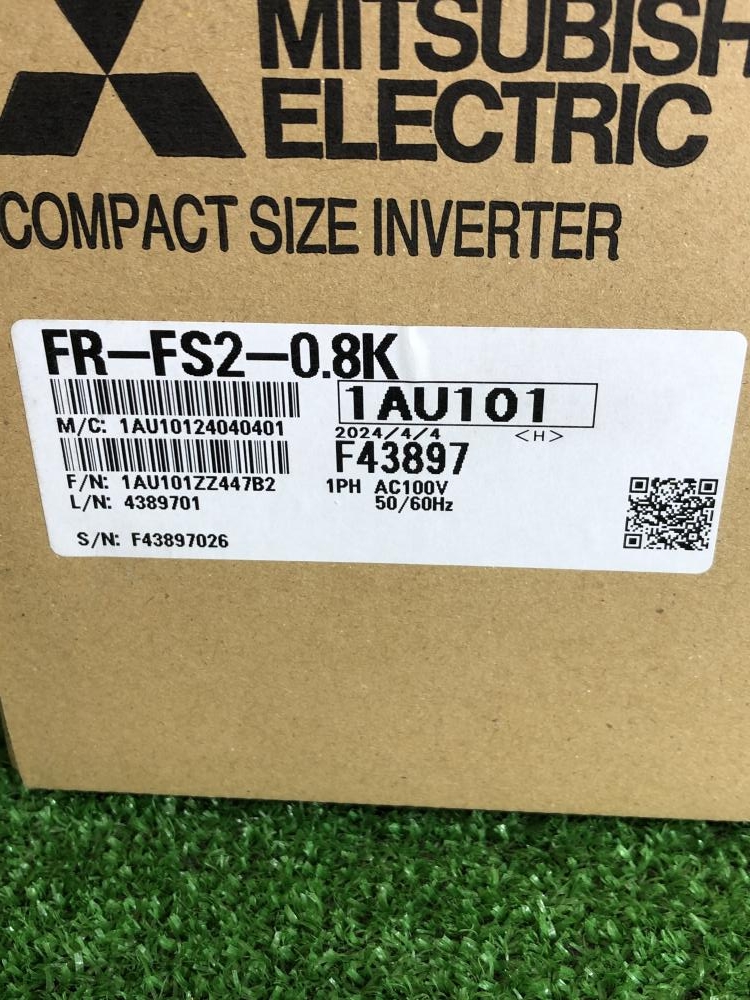 MITSUBISH
ELECTRIC
COMPACT SIZE INVERTER
FR-FS2-0.8K
1AU101
M/C: 1AU10124040401
2024/4/4 <H>
F43897
F/N: 1AU101ZZ447B2
1PH AC100V
L/N: 4389701
50/60Hz
S/N: F43897026